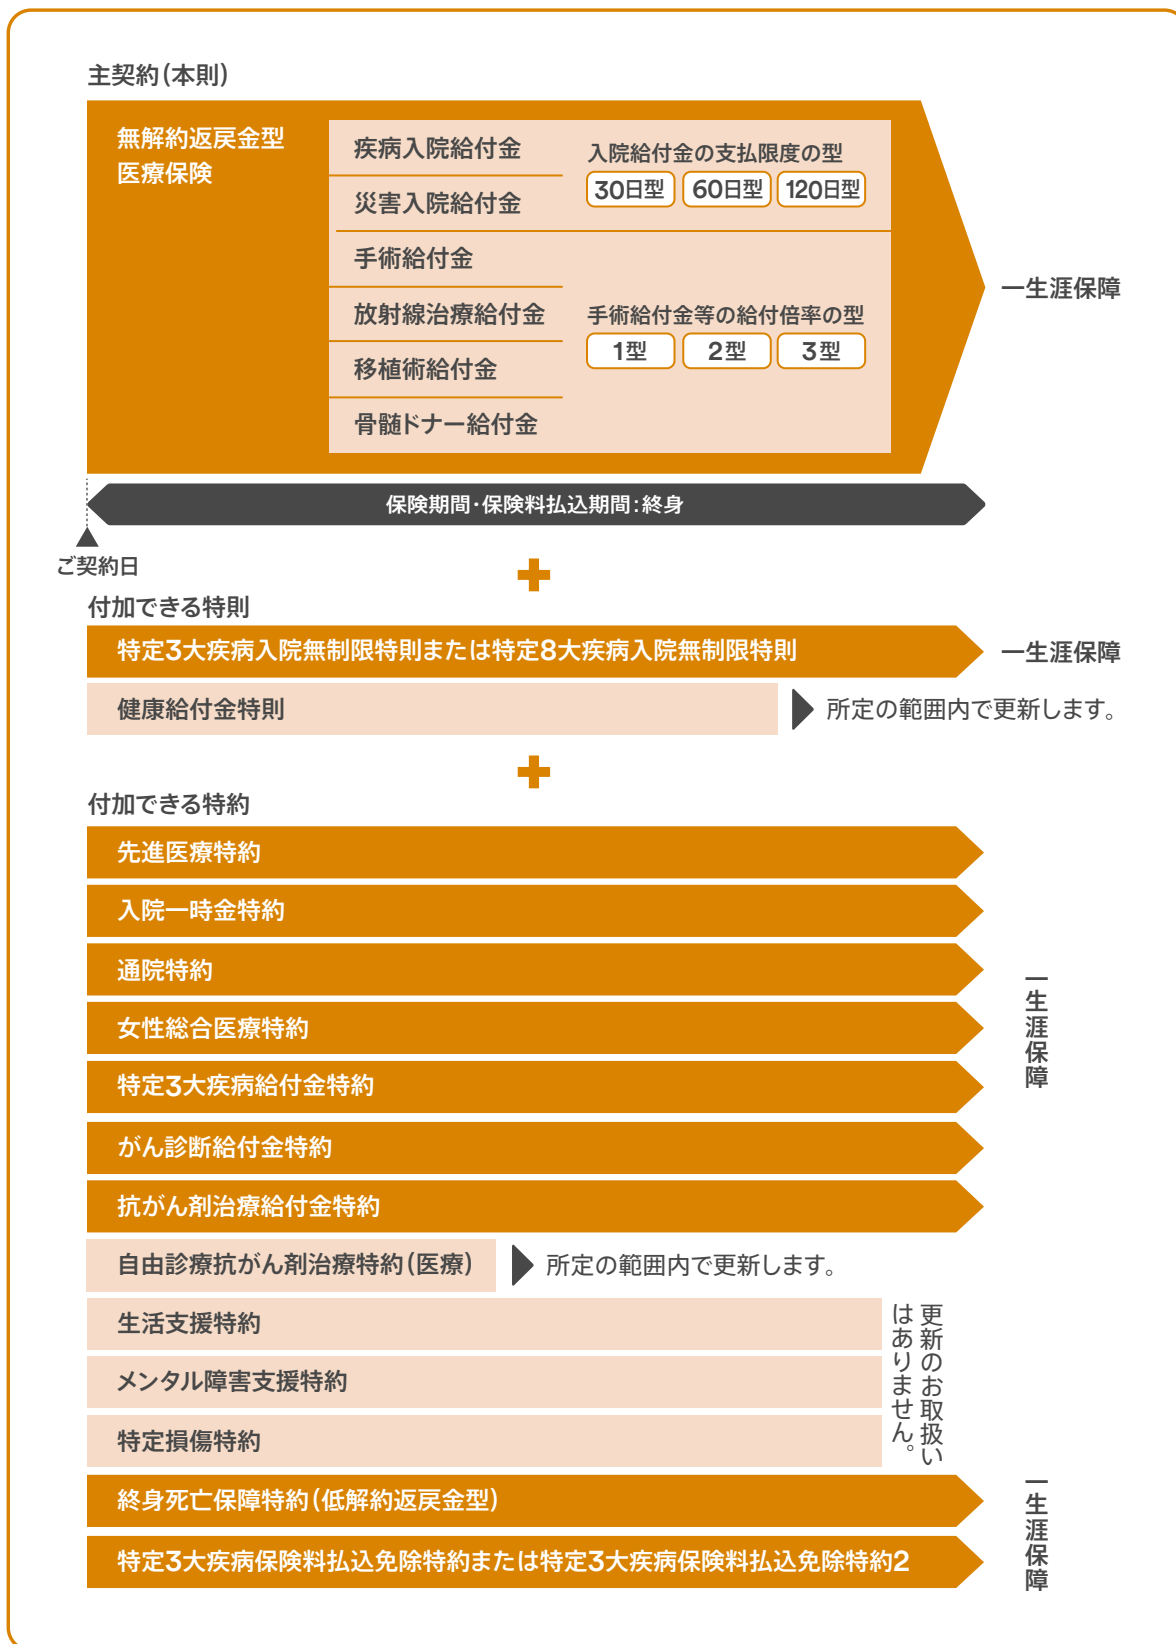 主契約(本則)
無解約返戻金型
医療保険
疾病入院給付金
災害入院給付金
入院給付金の支払限度の型
30日型 60日型 120日型
手術給付金
放射線治療給付金
移植術給付金
骨髄ドナー給付金
手術給付金等の給付倍率の型
1型 2型 3型
一生涯保障
保険期間・保険料払込期間:終身
ご契約日
付加できる特則
特定3大疾病入院無制限特則または特定8大疾病入院無制限特則
一生涯保障
健康給付金特則
所定の範囲内で更新します。
付加できる特約
先進医療特約
入院一時金特約
通院特約
女性総合医療特約
特定3大疾病給付金特約
がん診断給付金特約
抗がん剤治療給付金特約
一生涯保障
自由診療抗がん剤治療特約(医療)
所定の範囲内で更新します。
生活支援特約
メンタル障害支援特約
特定損傷特約
更新のお取扱い
はありません。
終身死亡保障特約(低解約返戻金型)
特定3大疾病保険料払込免除特約または特定3大疾病保険料払込免除特約2
一生涯保障